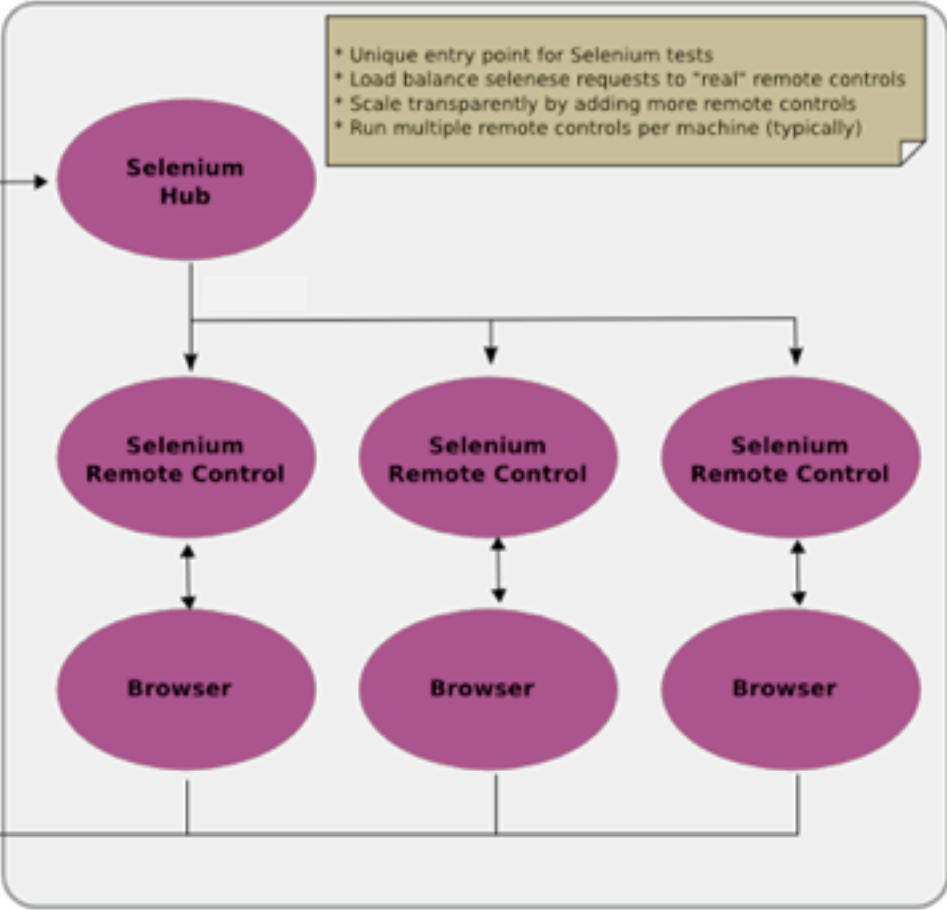 * Unique entry point for Selenium tests
* Load balance selenese requests to "real" remote controls
* Scale transparently by adding more remote controls
* Run multiple remote controls per machine (typically)
Selenium
Hub
Selenium
Remote Control
Selenium
Remote Control
Selenium
Remote Control
Browser
Browser
Browser